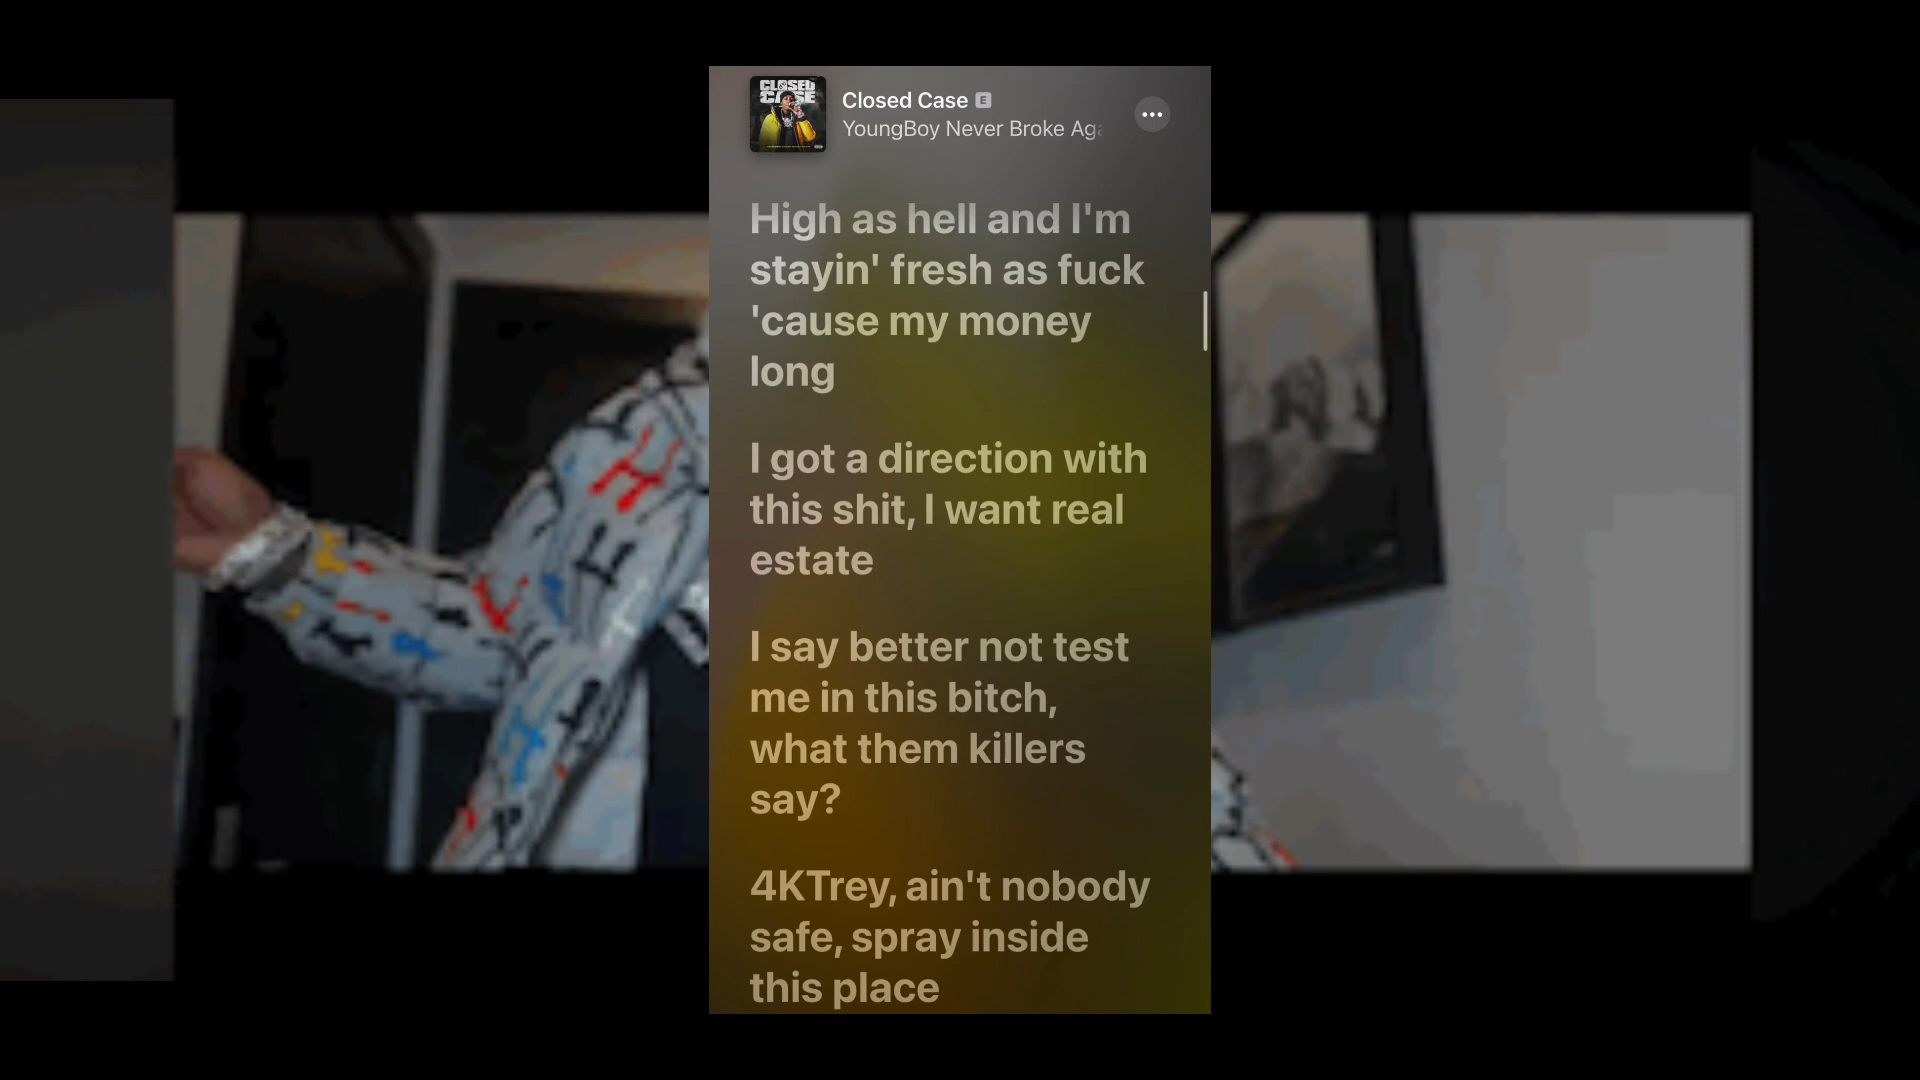 CLOSED
CASE
Closed Case E
YoungBoy Never Broke Aga
High as hell and I'm
stayin' fresh as fuck
'cause my money
long
I got a direction with
this shit, I want real
estate
I say better not test
me in this bitch,
what them killers
say?
4KTrey, ain't nobody
safe, spray inside
this place